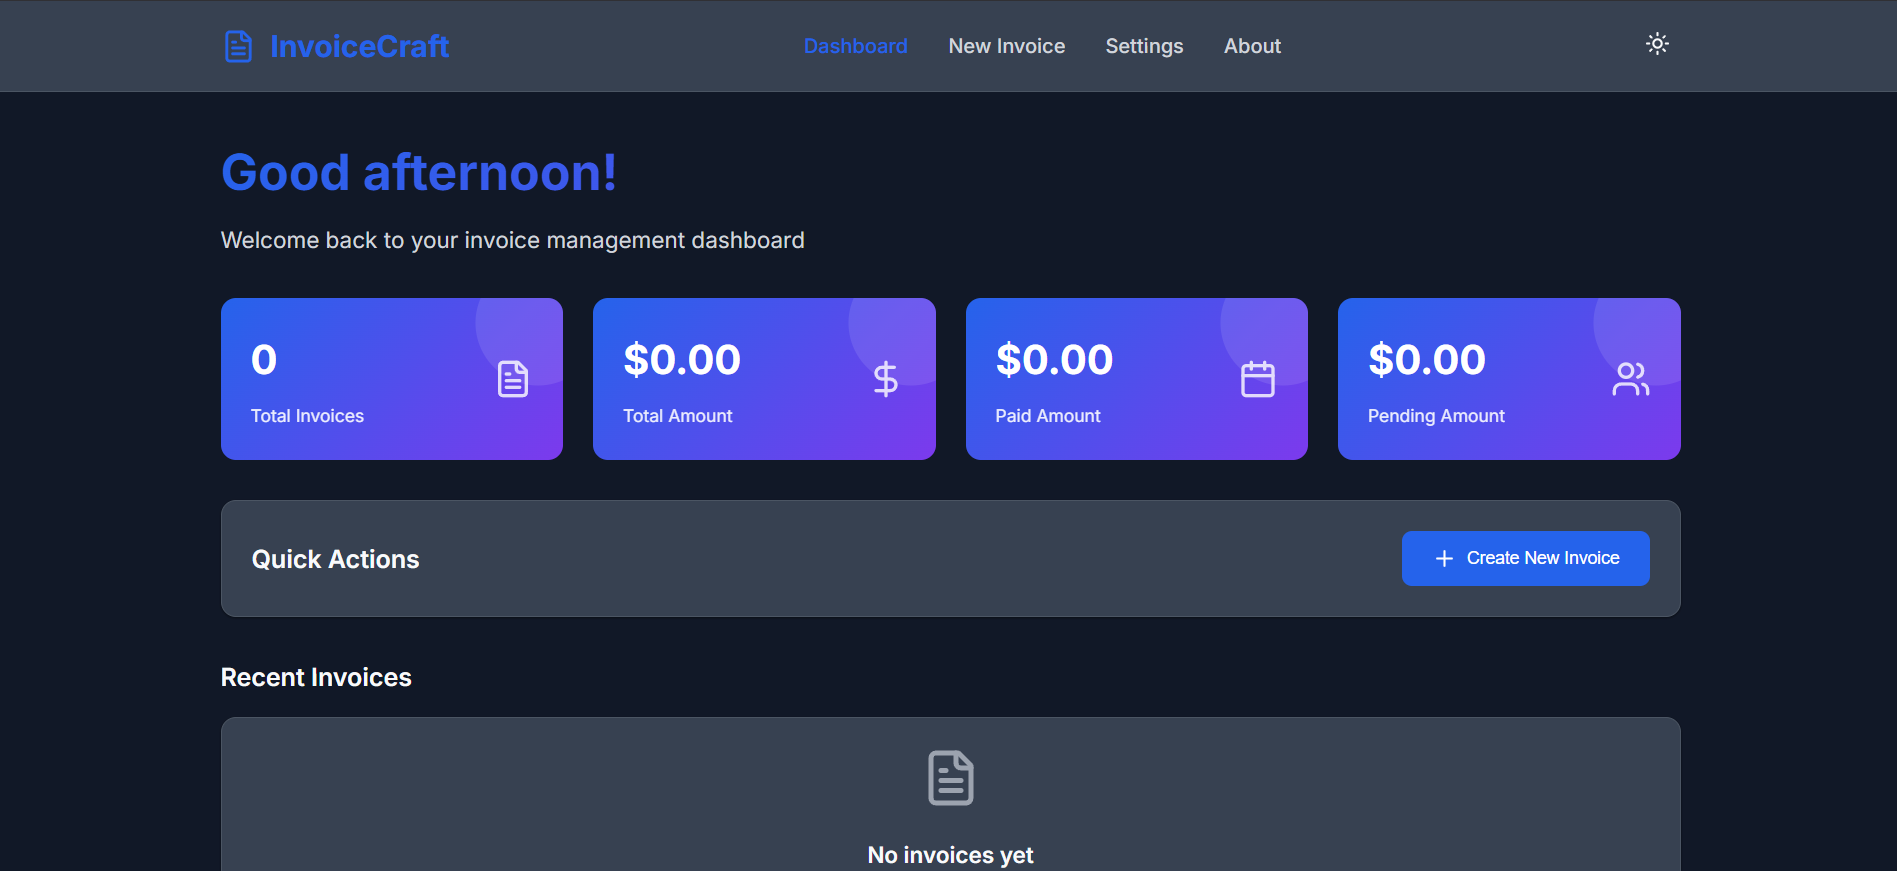 InvoiceCraft
Dashboard New Invoice Settings About
Good afternoon!
Welcome back to your invoice management dashboard
0
Total Invoices
$0.00
Total Amount
$0.00
Paid Amount
$0.00
Pending Amount
Quick Actions
Create New Invoice
Recent Invoices
No invoices yet